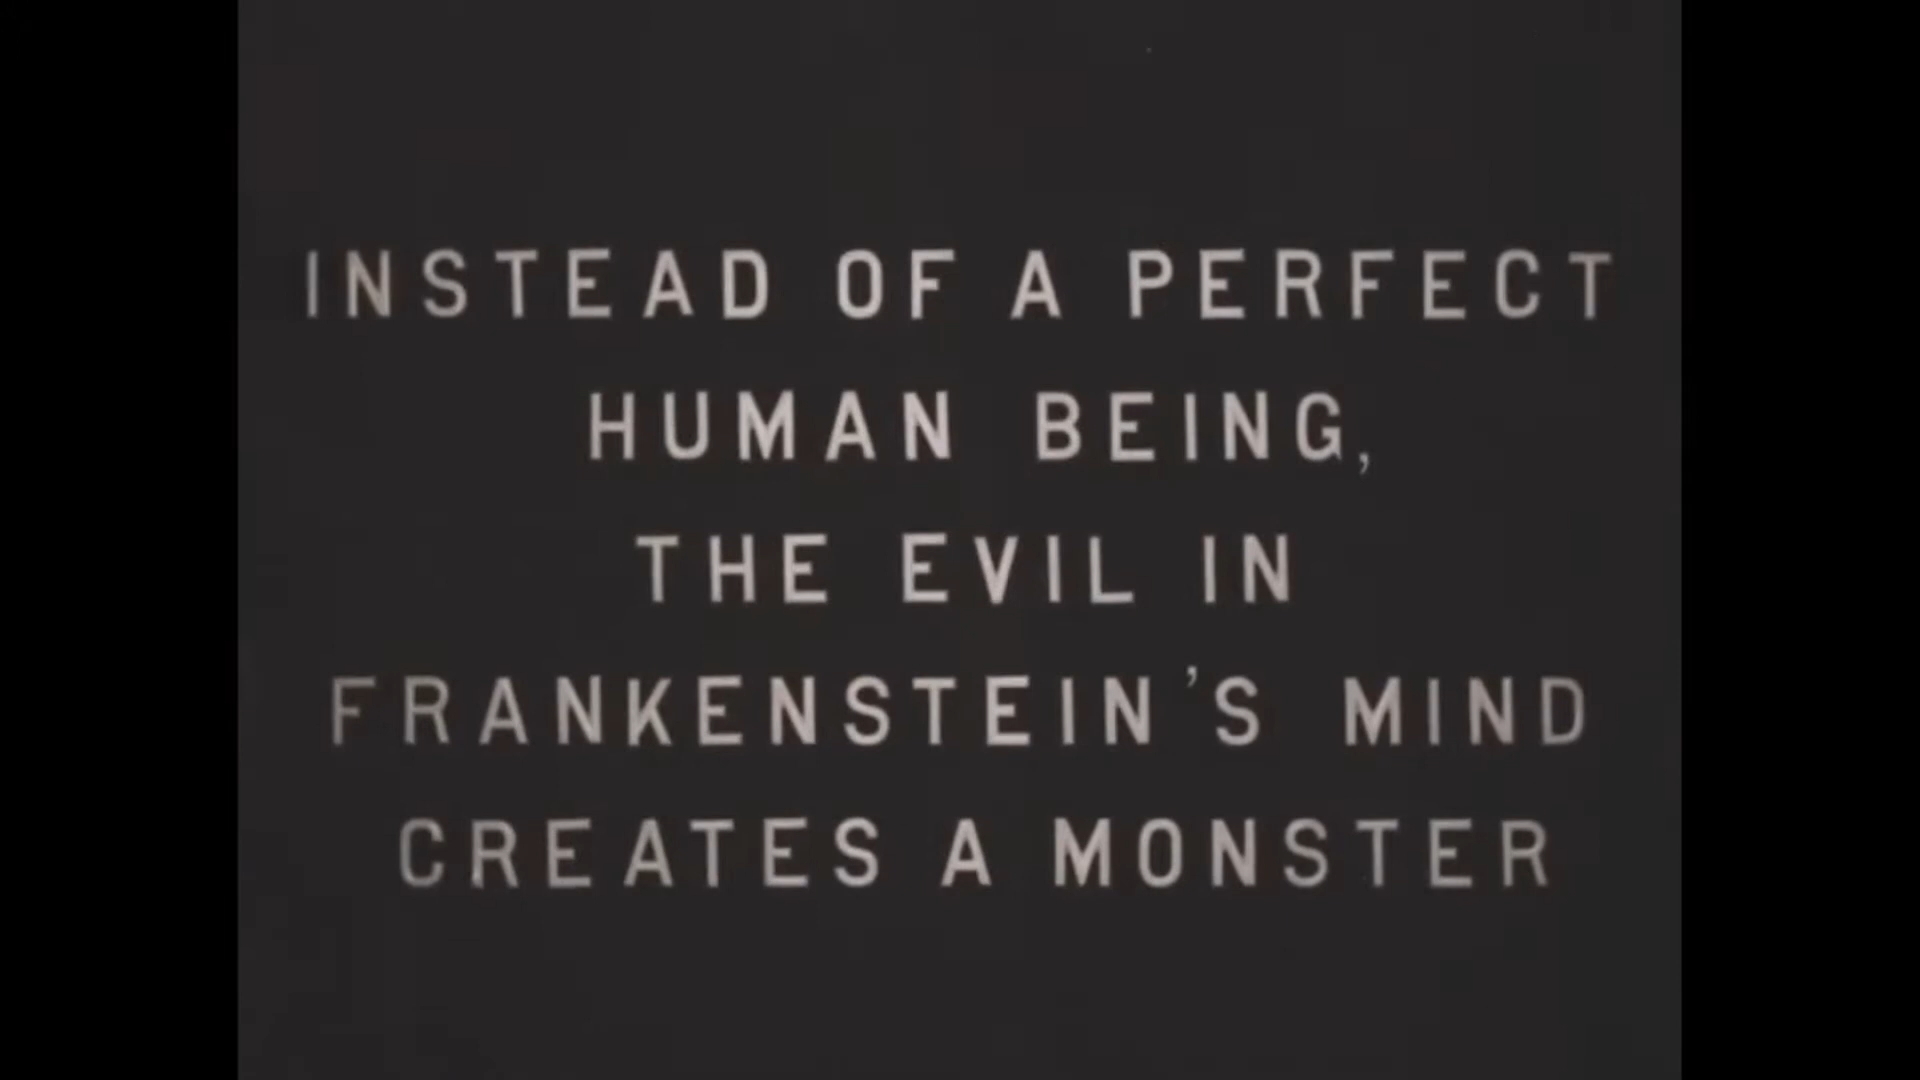 INSTEAD OF A PERFECT
HUMAN BEING,
THE EVIL IN
FRANKENSTEIN'S MIND
CREATES A MONSTER